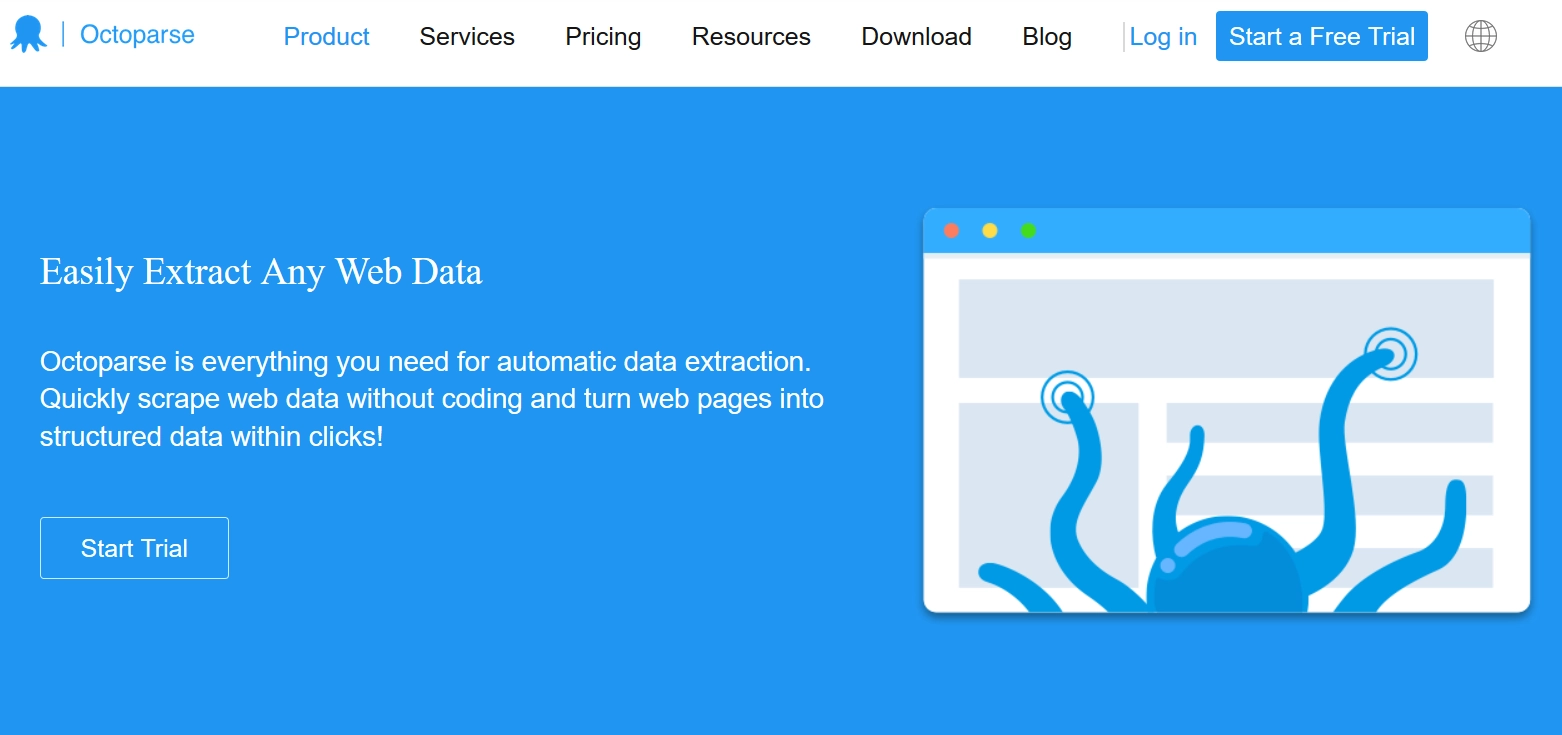 Octoparse
Product
Services
Pricing
Resources
Download
Blog
Log in
Start a Free Trial
Easily Extract Any Web Data
Octoparse is everything you need for automatic data extraction.
Quickly scrape web data without coding and turn web pages into
structured data within clicks!
Start Trial